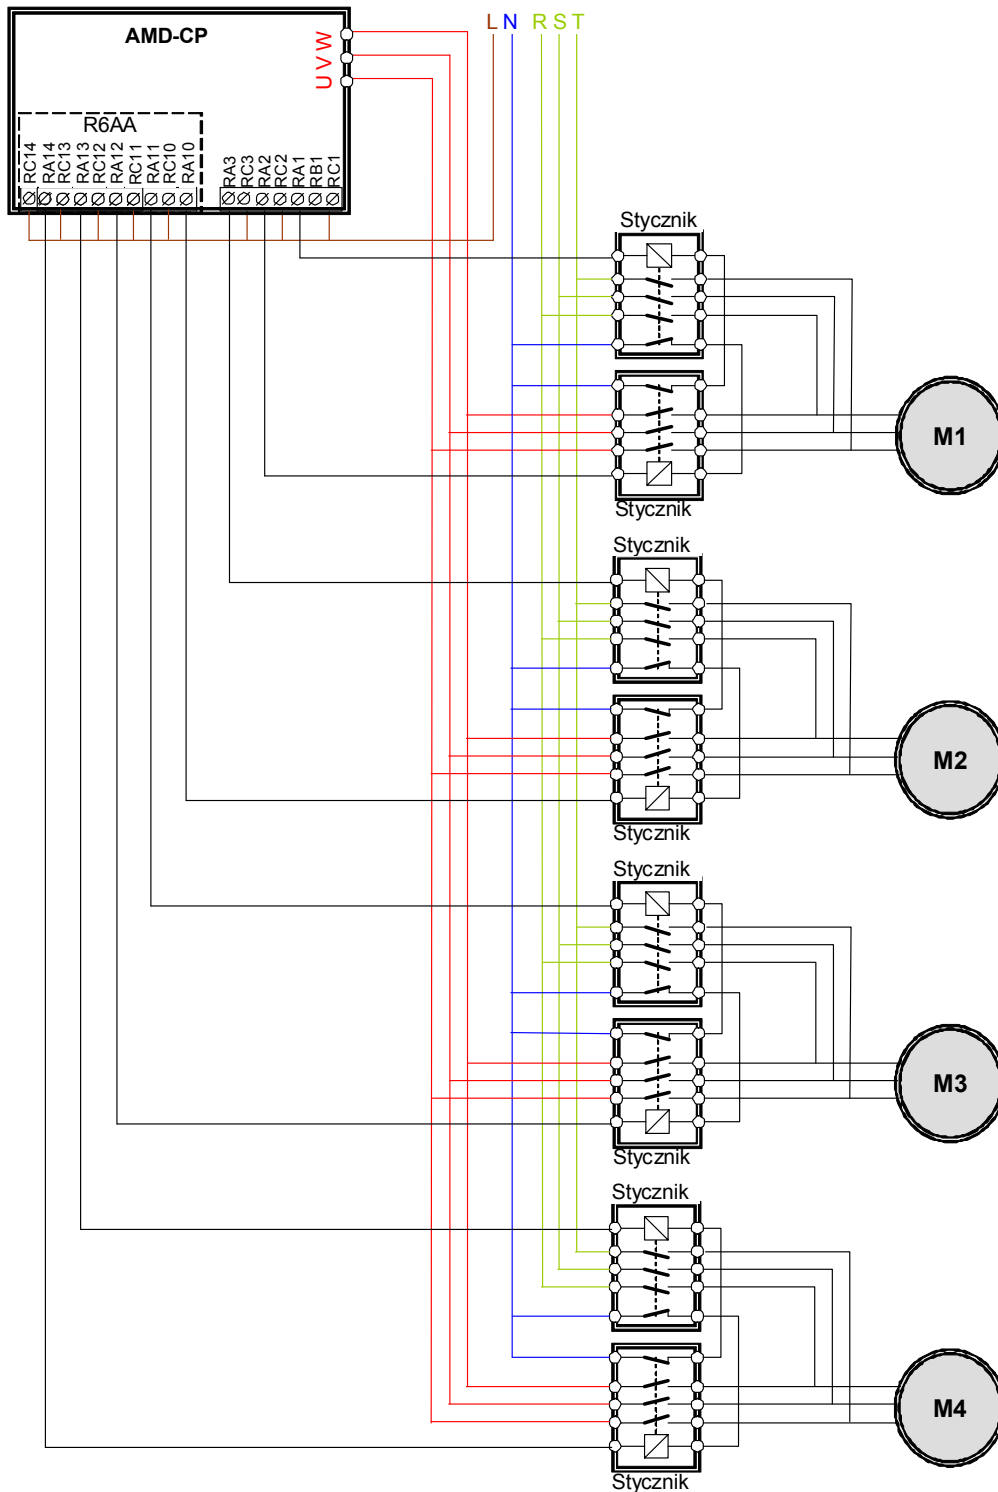 AMD-CP
U V W
L N R S T
R6AA
RC14
RA14
RC13
RA13
RC12
RA12
RC11
RA11
RC10
RA10
RA3
RC3
RA2
RC2
RA1
RB1
RC1
Stycznik
M1
Stycznik
Stycznik
M2
Stycznik
Stycznik
M3
Stycznik
Stycznik
M4
Stycznik